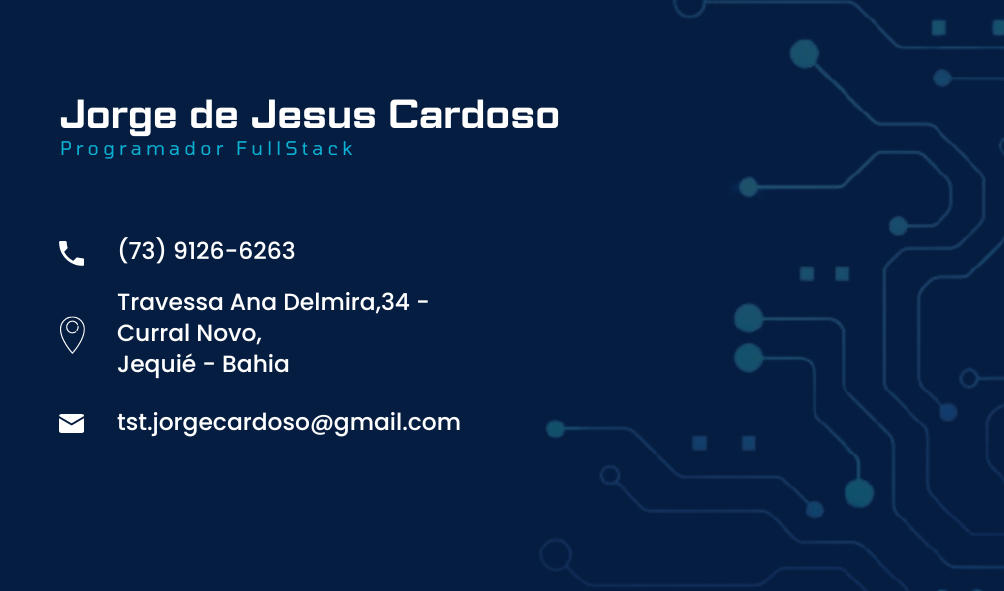 Jorge de Jesus Cardoso
Programador FullStack
(73) 9126-6263
Travessa Ana Delmira,34 -
Curral Novo,
Jequié - Bahia
tst.jorgecardoso@gmail.com